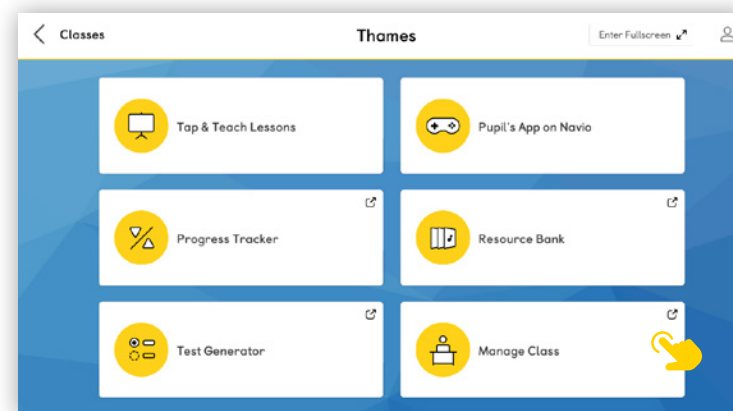 Classes
Thames
Enter Fullscreen
Tap & Teach Lessons
Pupil's App on Navio
Progress Tracker
Resource Bank
Test Generator
Manage Class